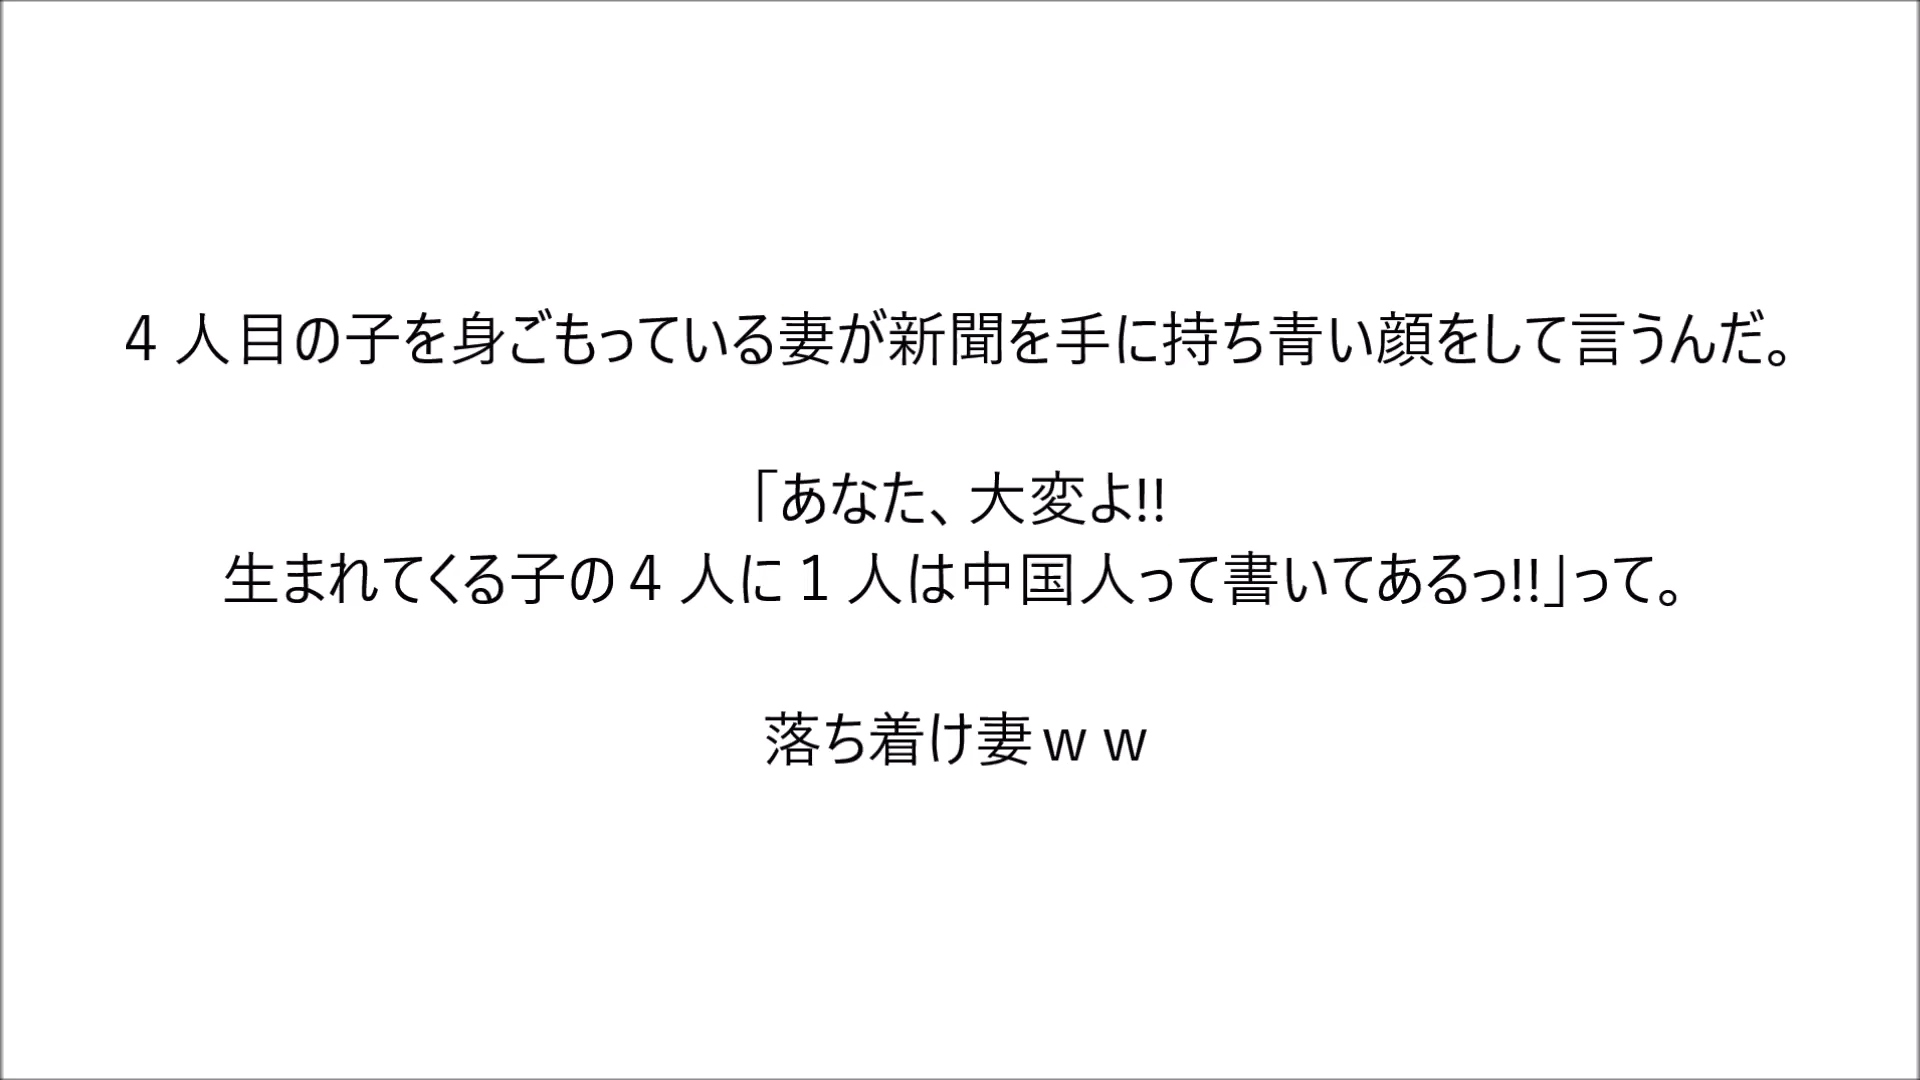 4人目の子を身ごもっている妻が新聞を手に持ち青い顔をして言うんだ。
「あなた、大変よ!!
生まれてくる子の4人に1人は中国人って書いてあるっ!!」って。
落ち着け妻ｗｗ